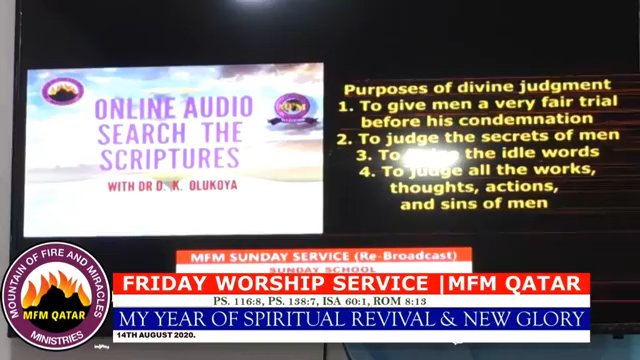 ONLINE AUDIO
SEARCH THE
SCRIPTURES
WITH DR D. K. OLUKOYA
MFM
Purposes of divine judgment
1. To give men a very fair trial
before his condemnation
2. To judge the secrets of men
3. To the idle words
4. To judge all the works,
thoughts, actions,
and sins of men
MFM SUNDAY SERVICE (Re-Broadcast)
SUNDAY SCHOOL
MOUNTAIN OF FIRE AND MIRACLES
MFM QATAR
MINISTRIES
FRIDAY WORSHIP SERVICE |MFM QATAR
PS. 116:8, PS. 138:7, ISA 60:1, ROM 8:13
MY YEAR OF SPIRITUAL REVIVAL & NEW GLORY
14TH AUGUST 2020.